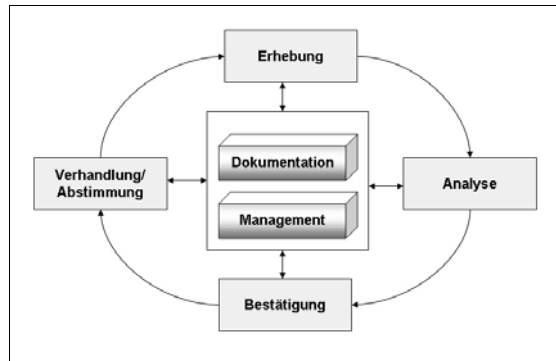 Erhebung
Dokumentation
Verhandlung/
Abstimmung
Analyse
Management
Bestätigung